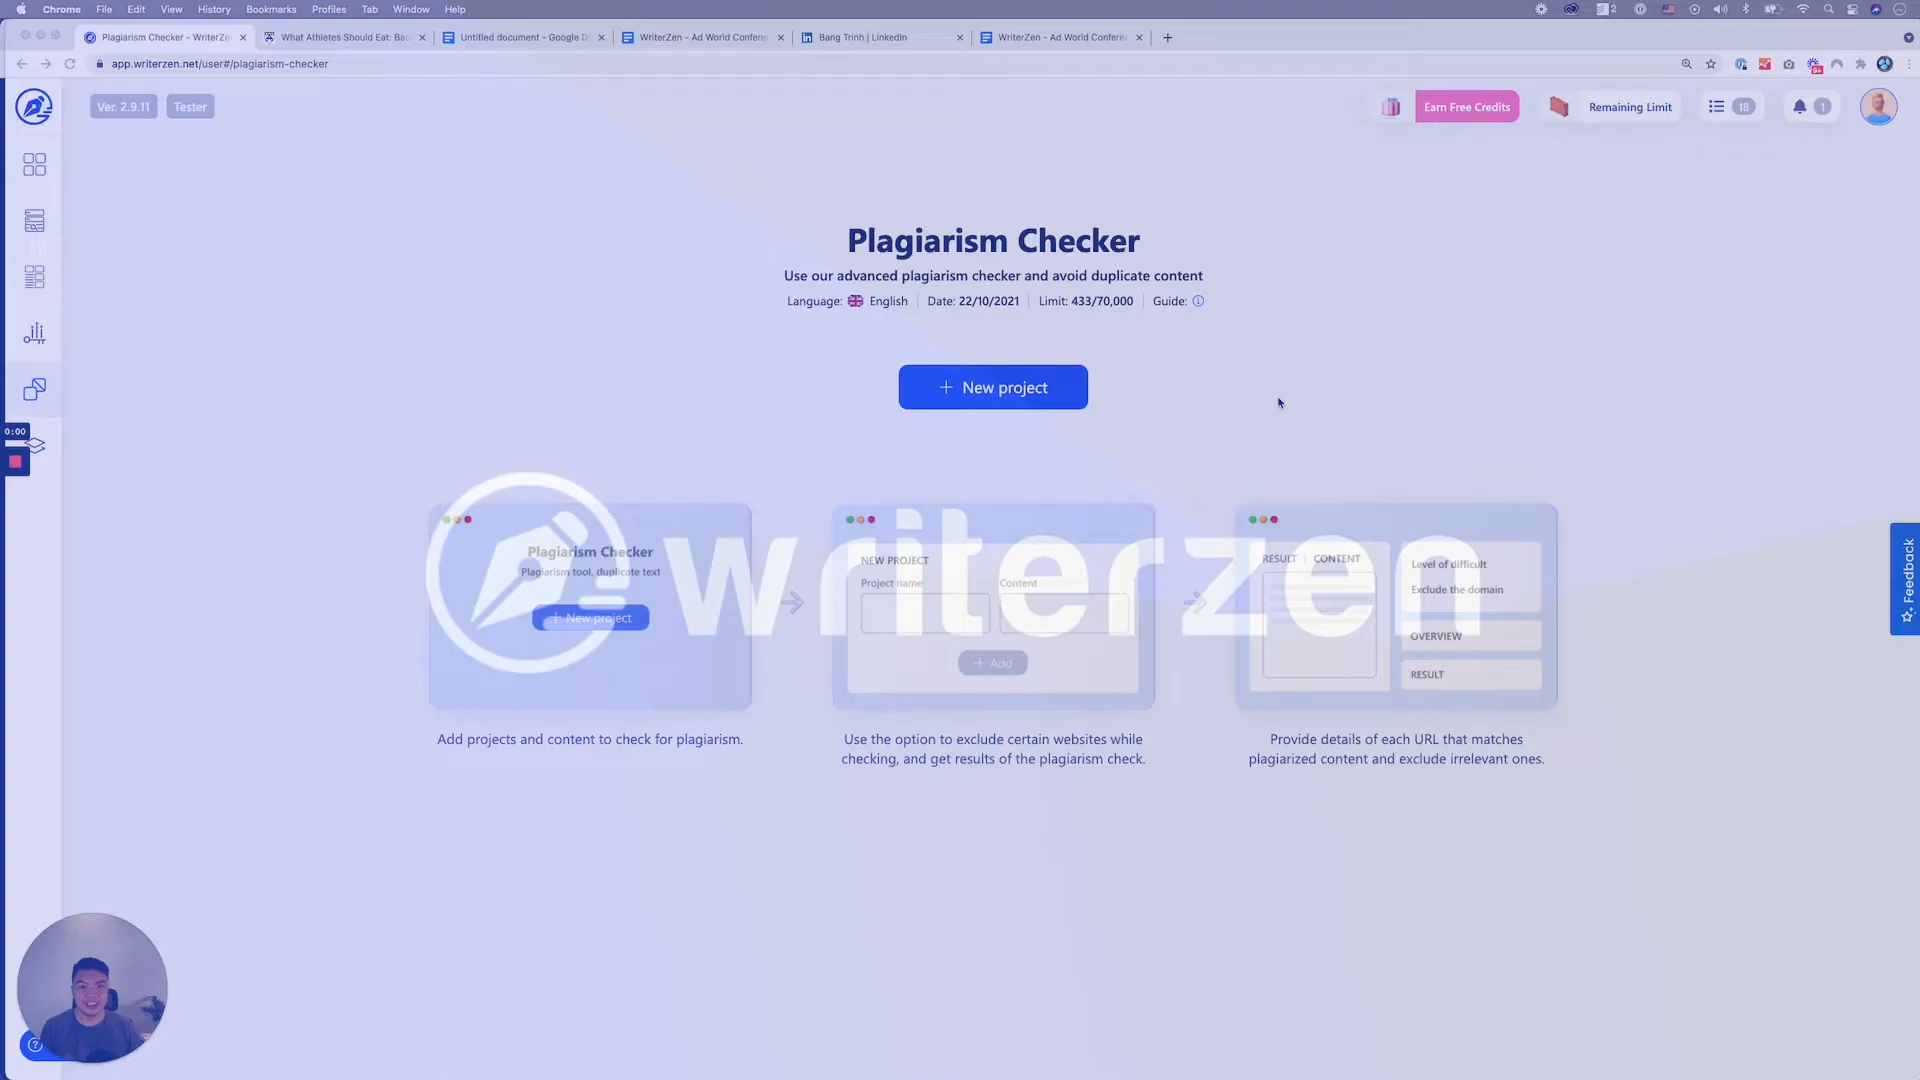 Chrome File Edit View History Bookmarks Profiles Tab Window Help
2
Plagiarism Checker - WriterZe
What Athletes Should Eat: Bac
Untitled document - Google D
WriterZen - Ad World Conferen
Bang Trinh | LinkedIn
WriterZen - Ad World Conferen
app.writerzen.net/user#/plagiarism-checker
9+
Ver. 2.9.11
Tester
Earn Free Credits
Remaining Limit
18
1
Plagiarism Checker
Use our advanced plagiarism checker and avoid duplicate content
Language: English Date: 22/10/2021 Limit: 433/70,000 Guide:
+ New project
0:00
writerzen
Plagiarism Checker
Plagiarism tool, duplicate text
+ New project
NEW PROJECT
Project name
Content
+ Add
RESULT CONTENT
Level of difficult
Exclude the domain
OVERVIEW
RESULT
Add projects and content to check for plagiarism.
Use the option to exclude certain websites while
checking, and get results of the plagiarism check.
Provide details of each URL that matches
plagiarized content and exclude irrelevant ones.
Feedback